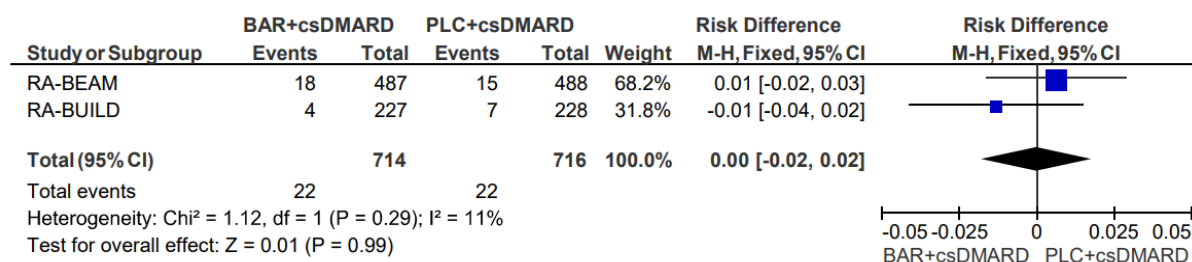 BAR+csDMARD PLC+csDMARD Risk Difference Risk Difference
Study or Subgroup Events Total Events Total Weight M-H, Fixed, 95% CI M-H, Fixed, 95% CI
RA-BEAM 18 487 15 488 68.2% 0.01 [-0.02, 0.03]
RA-BUILD 4 227 7 228 31.8% -0.01 [-0.04, 0.02]
Total (95% CI) 714 716 100.0% 0.00 [-0.02, 0.02]
Total events 22 22
Heterogeneity: Chi² = 1.12, df = 1 (P = 0.29); I² = 11%
Test for overall effect: Z = 0.01 (P = 0.99)
-0.05 -0.025 0 0.025 0.05
BAR+csDMARD PLC+csDMARD